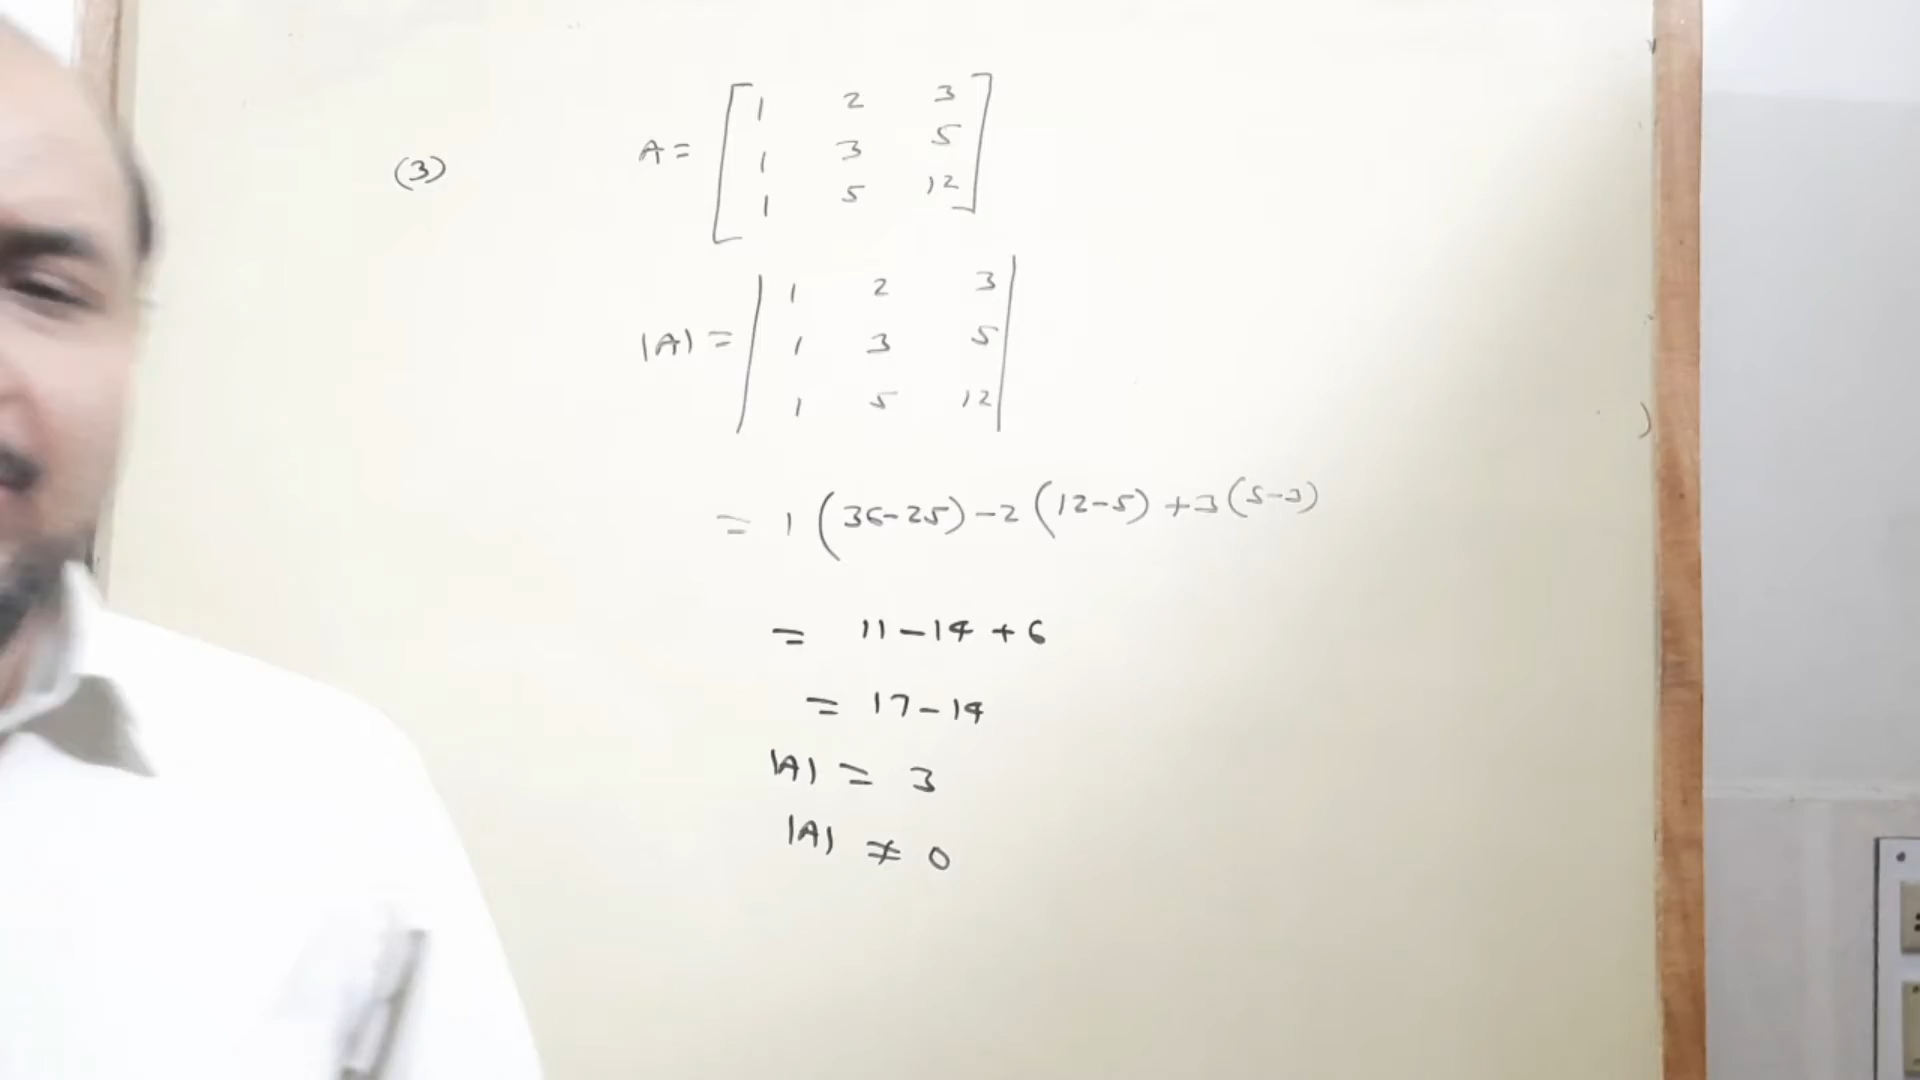 (3) A = [ 1 2 3
1 3 5
1 5 12 ]
|A| = | 1 2 3
1 3 5
1 5 12 |
= 1 (36-25) -2 (12-5) +3 (5-3)
= 11 - 14 + 6
= 17 - 14
|A| = 3
|A| ≠ 0